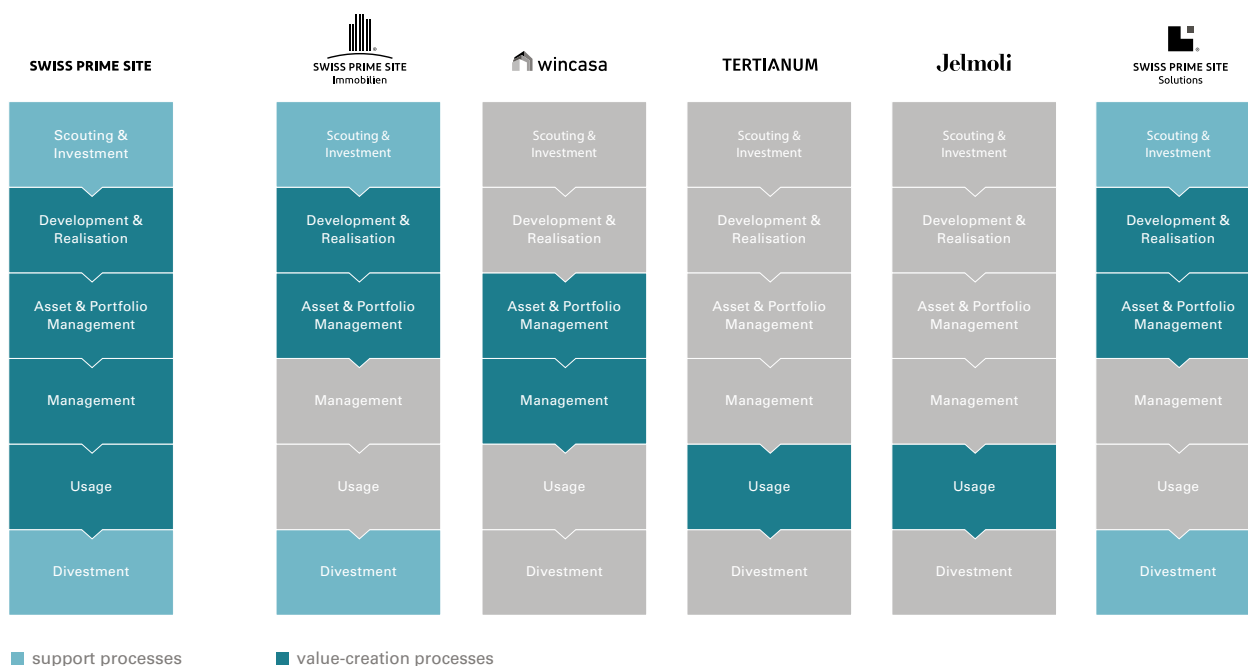 SWISS PRIME SITE
SWISS PRIME SITE
Immobilien
wincasa
TERTIANUM
Jelmoli
SWISS PRIME SITE
Solutions
Scouting &
Investment
Development &
Realisation
Asset & Portfolio
Management
Management
Usage
Divestment
Scouting &
Investment
Development &
Realisation
Asset & Portfolio
Management
Management
Usage
Divestment
Scouting &
Investment
Development &
Realisation
Asset & Portfolio
Management
Management
Usage
Divestment
Scouting &
Investment
Development &
Realisation
Asset & Portfolio
Management
Management
Usage
Divestment
Scouting &
Investment
Development &
Realisation
Asset & Portfolio
Management
Management
Usage
Divestment
Scouting &
Investment
Development &
Realisation
Asset & Portfolio
Management
Management
Usage
Divestment
support processes
value-creation processes